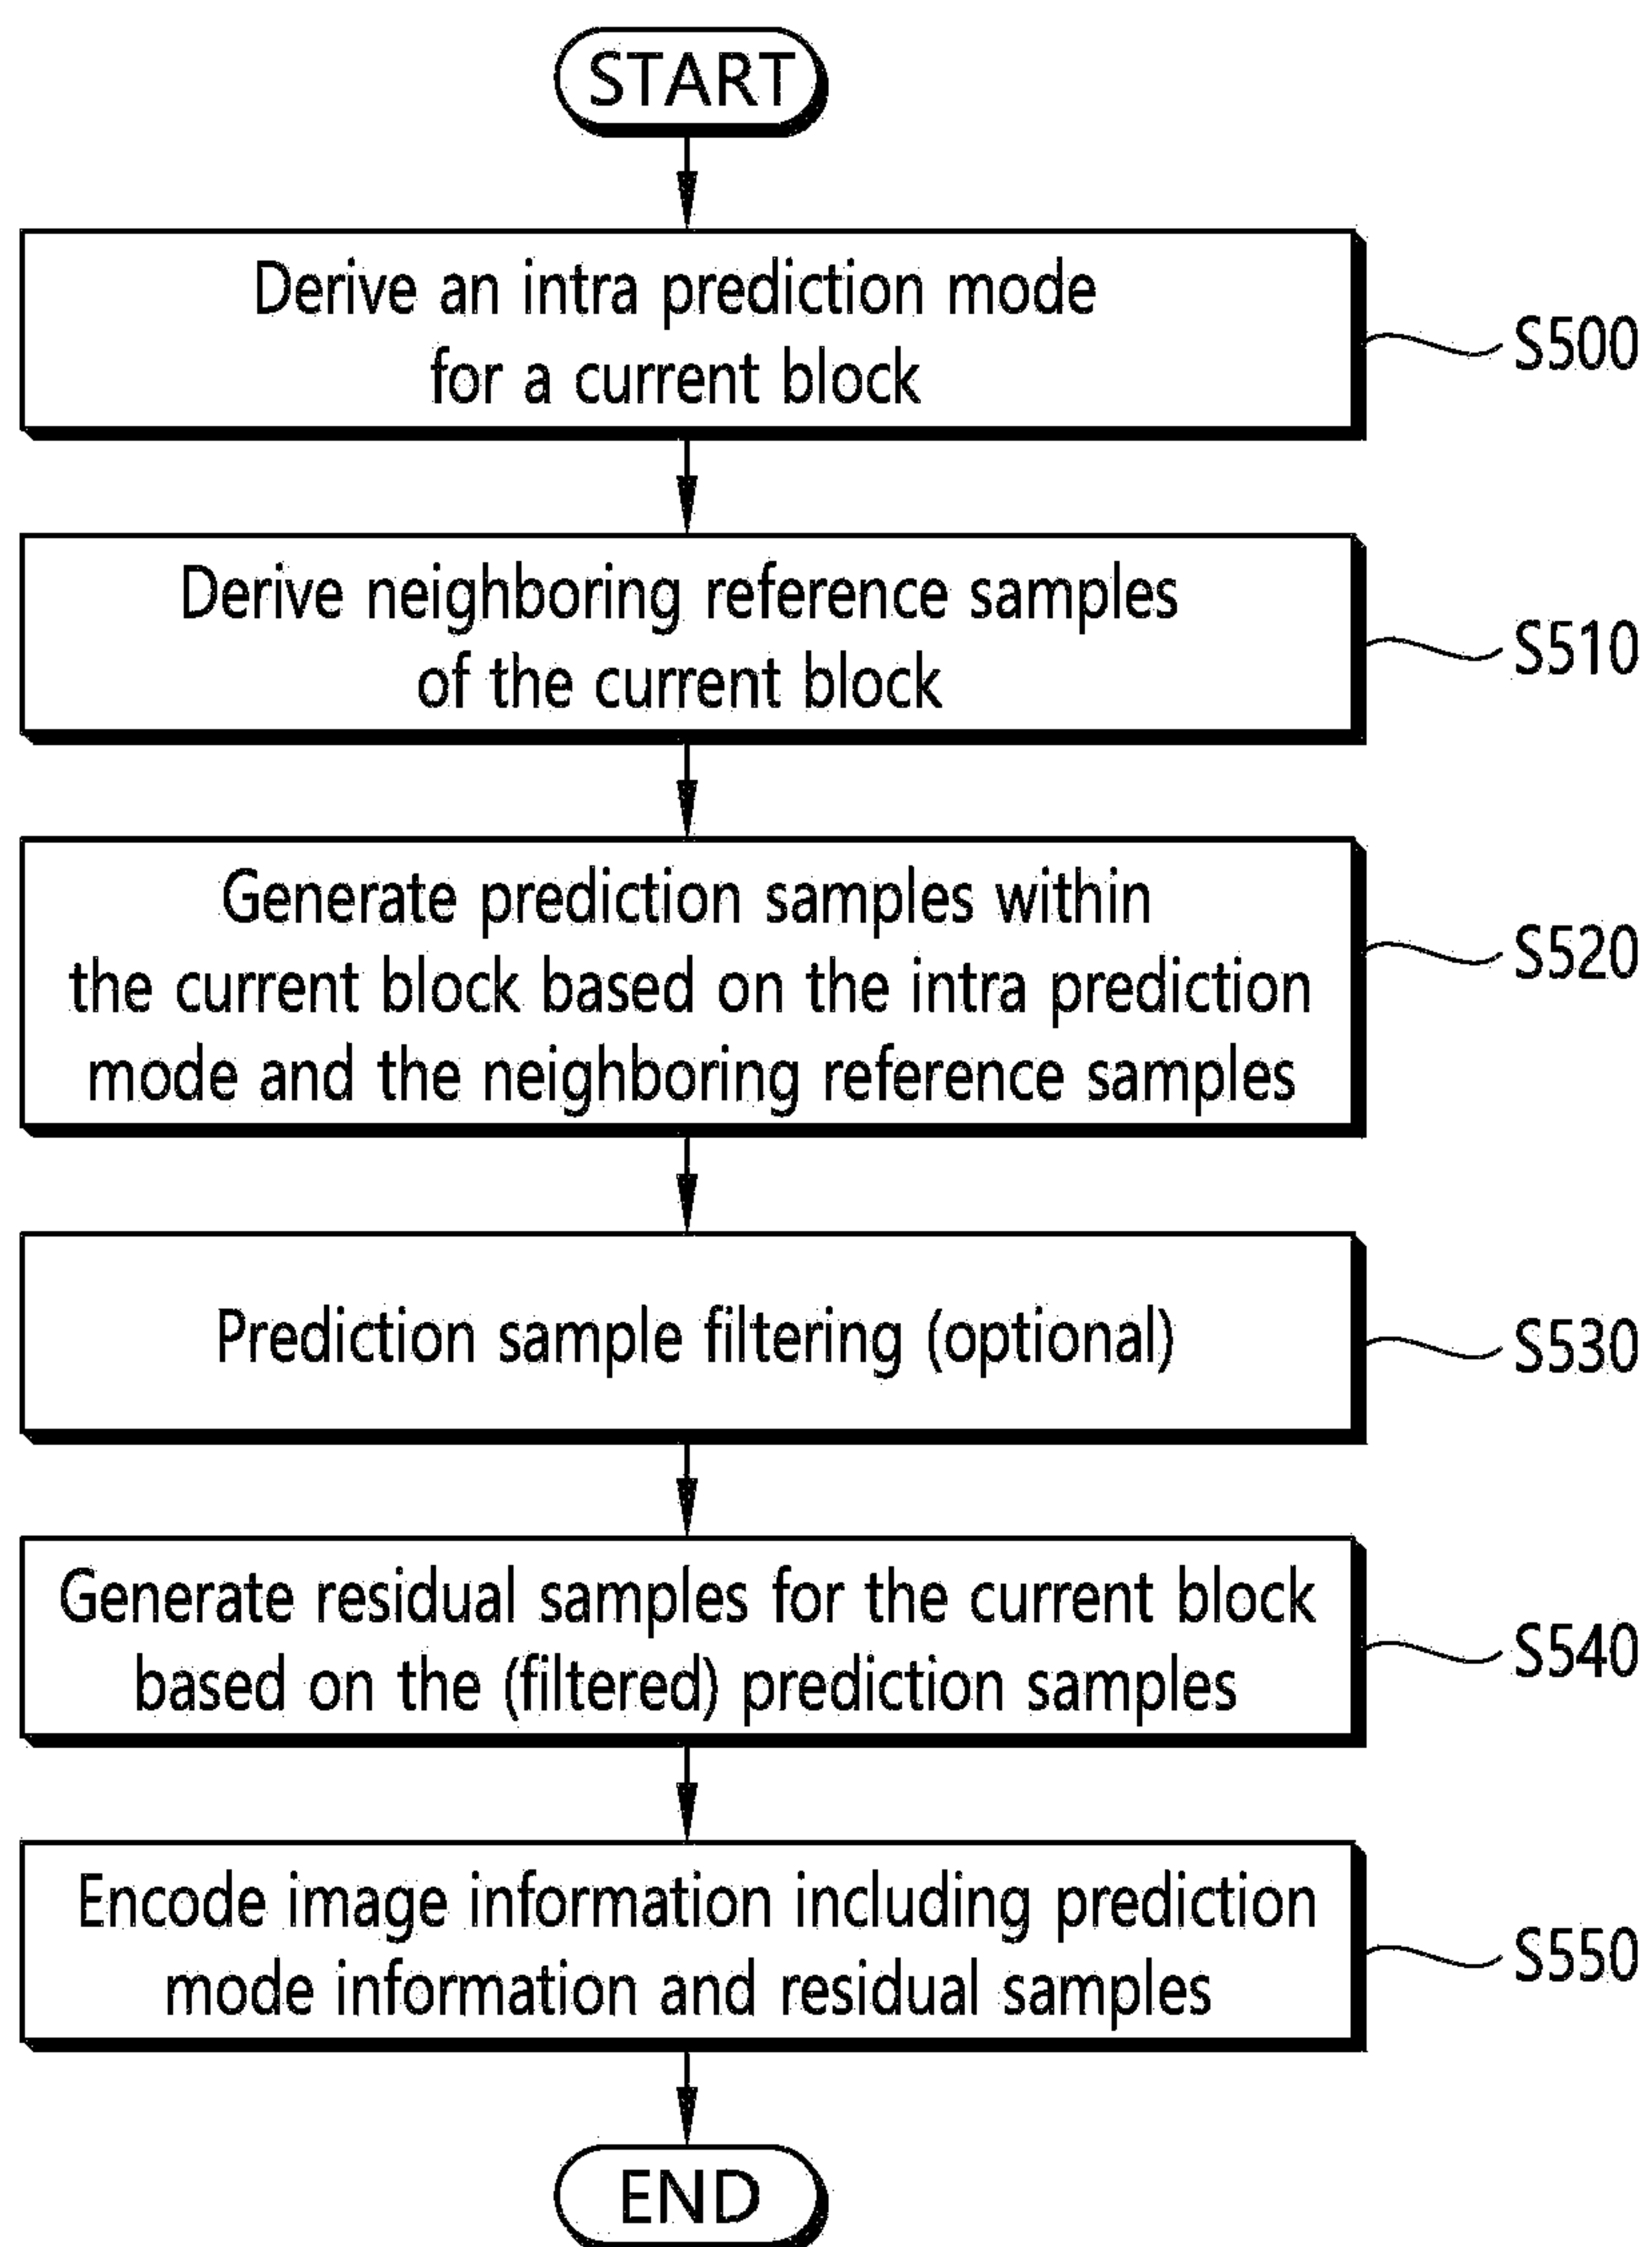 START
Derive an intra prediction mode
for a current block
S500
Derive neighboring reference samples
of the current block
S510
Generate prediction samples within
the current block based on the intra prediction
mode and the neighboring reference samples
S520
Prediction sample filtering (optional)
S530
Generate residual samples for the current block
based on the (filtered) prediction samples
S540
Encode image information including prediction
mode information and residual samples
S550
END